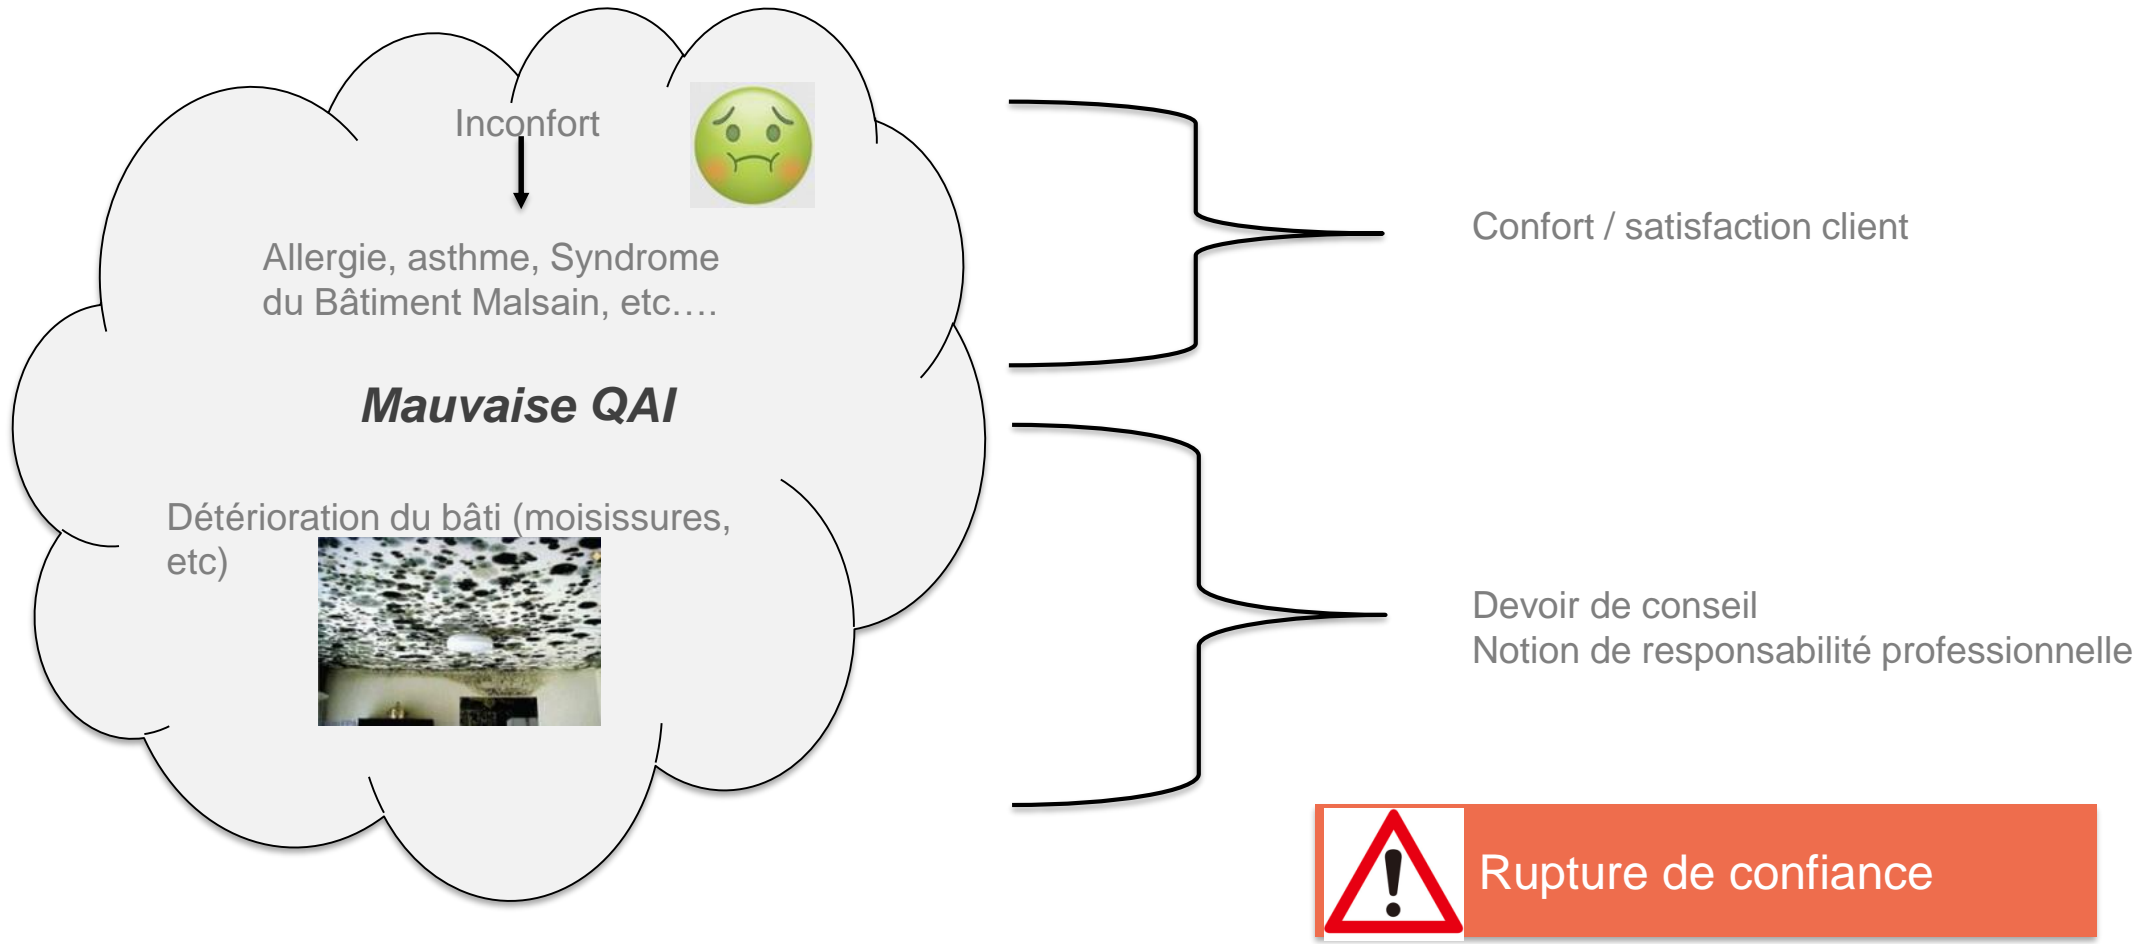 Inconfort
Allergie, asthme, Syndrome
du Bâtiment Malsain, etc….
Mauvaise QAI
Détérioration du bâti (moisissures,
etc)
Confort / satisfaction client
Devoir de conseil
Notion de responsabilité professionnelle
Rupture de confiance